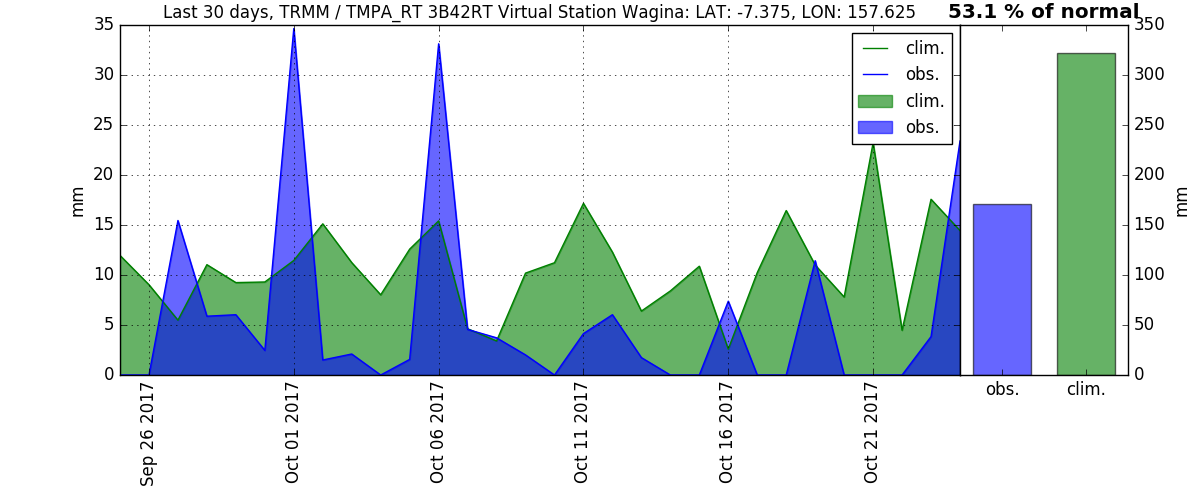 Last 30 days, TRMM / TMPA_RT 3B42RT Virtual Station Wagina: LAT: -7.375, LON: 157.625
53.1 % of normal
35
30
25
20
15
10
5
0
mm
clim.
obs.
clim.
obs.
350
300
250
200
150
100
50
0
mm
Sep 26 2017
Oct 01 2017
Oct 06 2017
Oct 11 2017
Oct 16 2017
Oct 21 2017
obs.
clim.